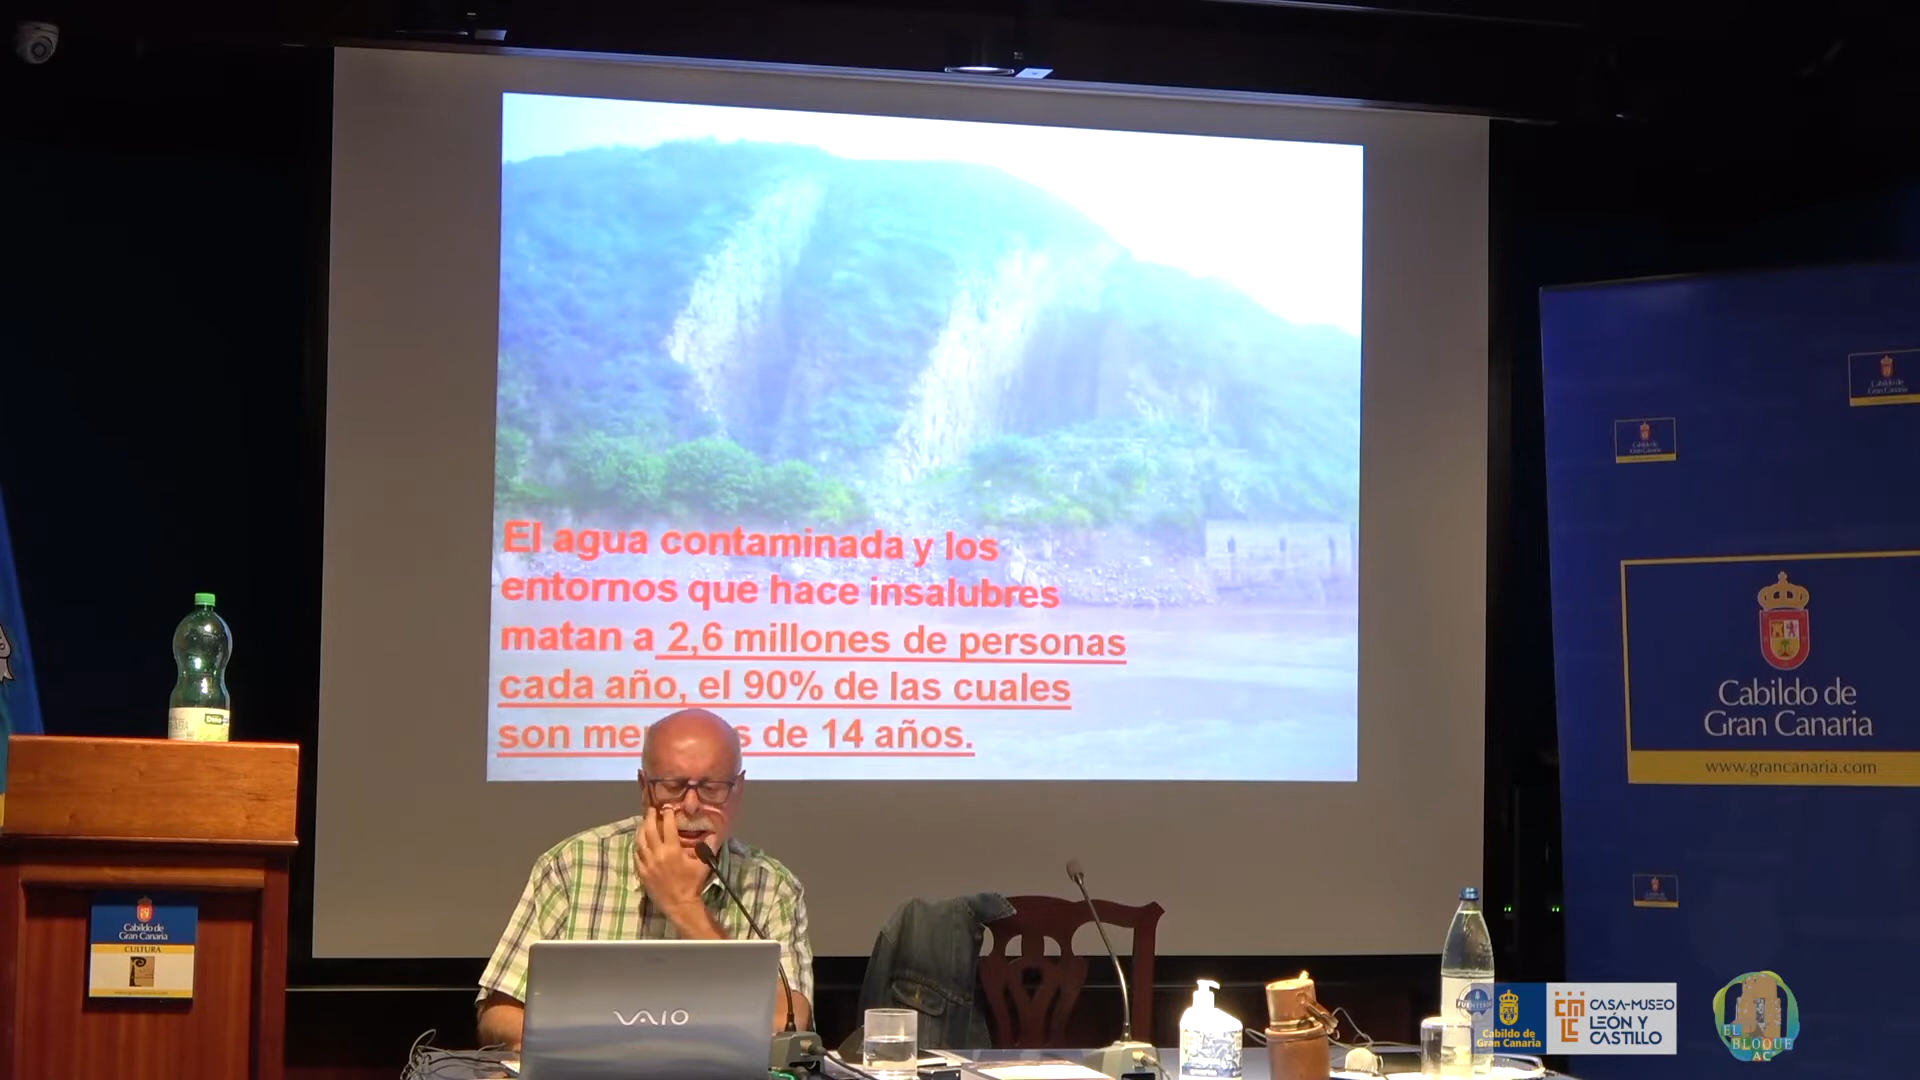 El agua contaminada y los
entornos que hace insalubres
matan a 2,6 millones de personas
cada año, el 90% de las cuales
son me s de 14 años.
Cabildo de
Gran Canaria
www.grancanaria.com
Cabildo de
Gran Canaria
CULTURA
VAIO
Cabildo de
Gran Canaria
CASA-MUSEO
LEÓN Y
CASTILLO
EL
BLOQUE
AC